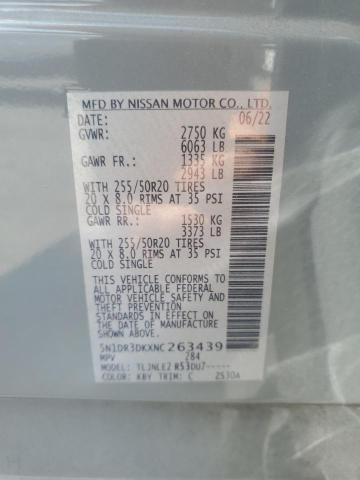 MFD BY NISSAN MOTOR CO., LTD.
DATE: 06/22
GVWR: 2750 KG
6063 LB
GAWR FR.: 1335 KG
2943 LB
WITH 255/50R20 TIRES
20 X 8.0 RIMS AT 35 PSI
COLD SINGLE
GAWR RR.: 1530 KG
3373 LB
WITH 255/50R20 TIRES
20 X 8.0 RIMS AT 35 PSI
COLD SINGLE
THIS VEHICLE CONFORMS TO
ALL APPLICABLE FEDERAL
MOTOR VEHICLE SAFETY AND
THEFT PREVENTION
STANDARDS IN EFFECT ON
THE DATE OF MANUFACTURE
SHOWN ABOVE.
5N1DR3DKXNC263439
MPV 284
MODEL: TLJNLEZ R53DUZ-----
COLOR: KBY TRIM: C 2530A